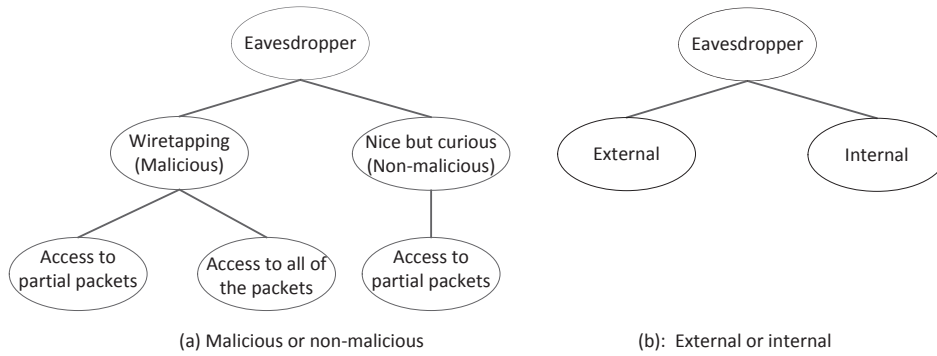 Eavesdropper
Wiretapping
(Malicious)
Nice but curious
(Non-malicious)
Access to
partial packets
Access to all of
the packets
Access to
partial packets
(a) Malicious or non-malicious
Eavesdropper
External
Internal
(b): External or internal